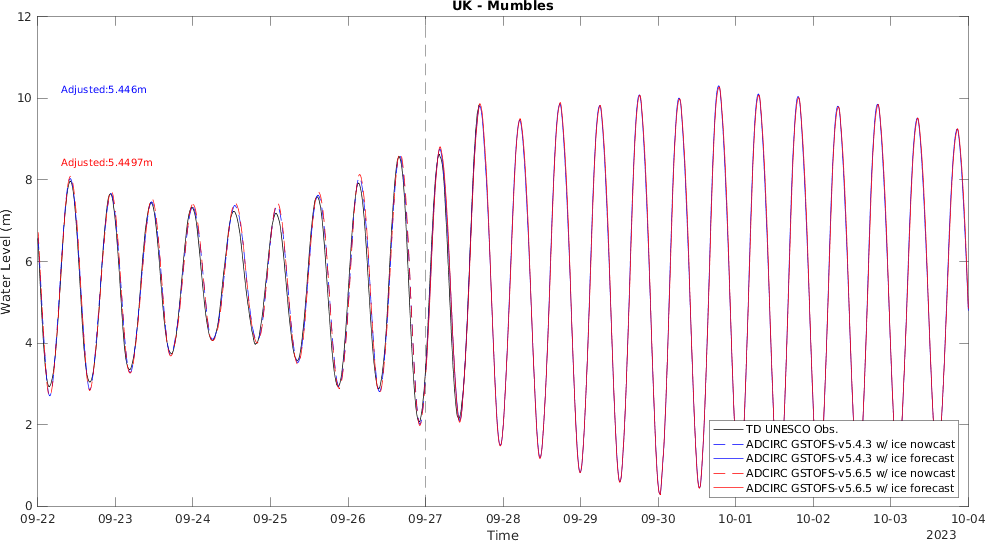 UK - Mumbles
12
10
8
6
4
2
0
Water Level (m)
Adjusted:5.446m
Adjusted:5.4497m
TD UNESCO Obs.
ADCIRC GSTOFS-v5.4.3 w/ ice nowcast
ADCIRC GSTOFS-v5.4.3 w/ ice forecast
ADCIRC GSTOFS-v5.6.5 w/ ice nowcast
ADCIRC GSTOFS-v5.6.5 w/ ice forecast
09-22 09-23 09-24 09-25 09-26 09-27 09-28 09-29 09-30 10-01 10-02 10-03 10-04
Time
2023